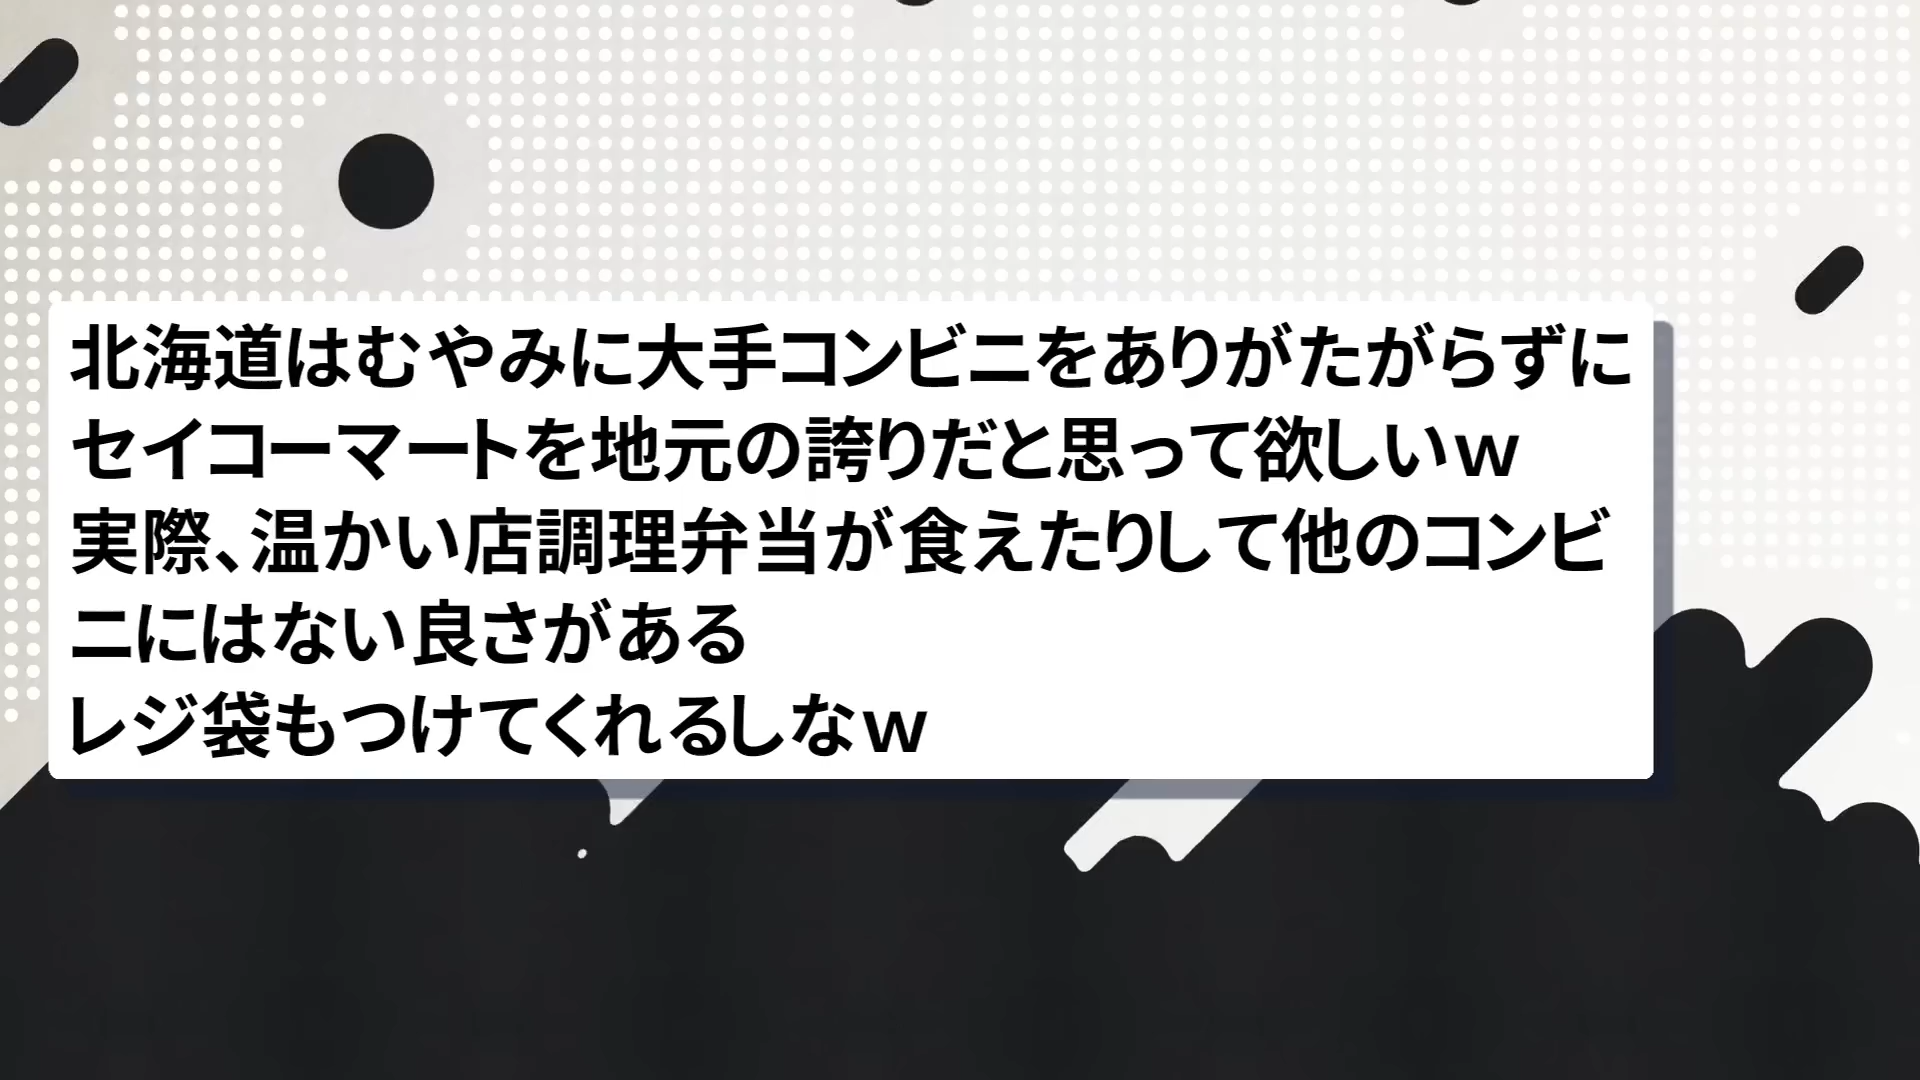 北海道はむやみに大手コンビニをありがたがらずに
セイコーマートを地元の誇りだと思って欲しいｗ
実際、温かい店調理弁当が食えたりして他のコンビ
ニにはない良さがある
レジ袋もつけてくれるしなｗ